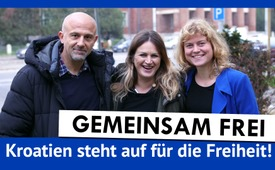 GEMEINSAM FREI
Kroatien steht auf für die Freiheit!